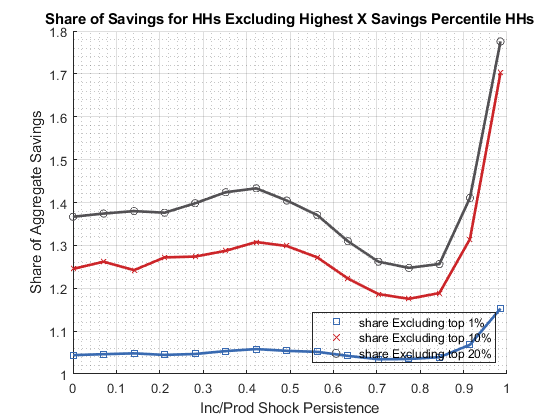 Share of Savings for HHs Excluding Highest X Savings Percentile HHs
1.8
1.7
1.6
1.5
1.4
1.3
1.2
1.1
1
Share of Aggregate Savings
share Excluding top 1%
share Excluding top 10%
share Excluding top 20%
0 0.1 0.2 0.3 0.4 0.5 0.6 0.7 0.8 0.9 1
Inc/Prod Shock Persistence